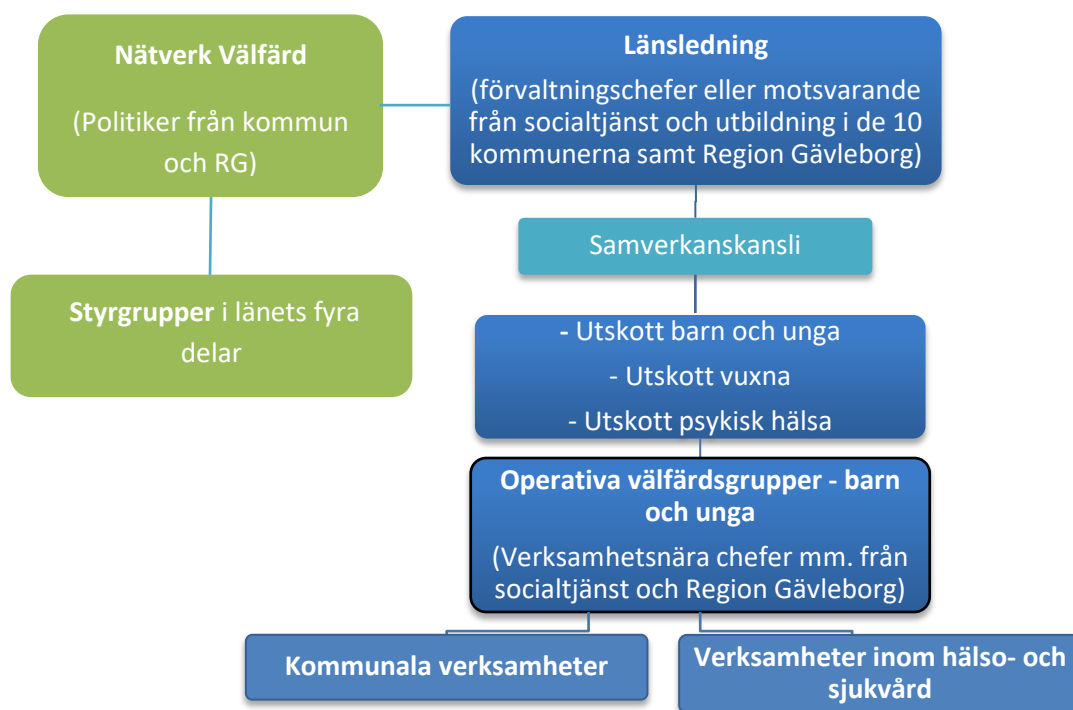 Nätverk Välfärd
(Politiker från kommun
och RG)
Länsledning
(förvaltningschefer eller motsvarande
från socialtjänst och utbildning i de 10
kommunerna samt Region Gävleborg)
Samverkanskansli
Styrgrupper i länets fyra
delar
- Utskott barn och unga
- Utskott vuxna
- Utskott psykisk hälsa
Operativa välfärdsgrupper - barn
och unga
(Verksamhetsnära chefer mm. från
socialtjänst och Region Gävleborg)
Kommunala verksamheter
Verksamheter inom hälso- och
sjukvård